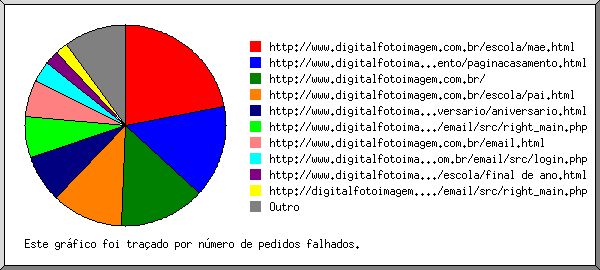 http://www.digitalfotoimagem.com.br/escola/mae.html
http://www.digitalfotoima...ento/paginacasamento.html
http://www.digitalfotoimagem.com.br/
http://www.digitalfotoimagem.com.br/escola/pai.html
http://www.digitalfotoima...versario/aniversario.html
http://www.digitalfotoima.../email/src/right_main.php
http://www.digitalfotoimagem.com.br/email.html
http://www.digitalfotoima...om.br/email/src/login.php
http://www.digitalfotoima.../escola/final de ano.html
http://digitalfotoimagem..../email/src/right_main.php
Outro
Este gráfico foi traçado por número de pedidos falhados.